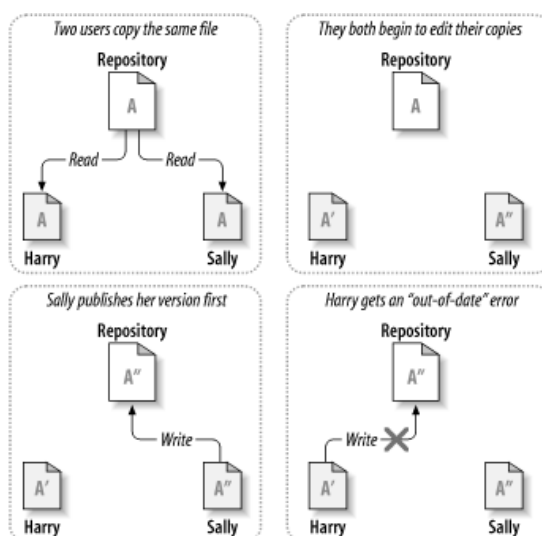 Two users copy the same file
Repository
A
Read
Read
A
A
Harry
Sally
They both begin to edit their copies
Repository
A
A'
A"
Harry
Sally
Sally publishes her version first
Repository
A"
Write
A'
A"
Harry
Sally
Harry gets an "out-of-date" error
Repository
A"
Write
A'
A"
Harry
Sally